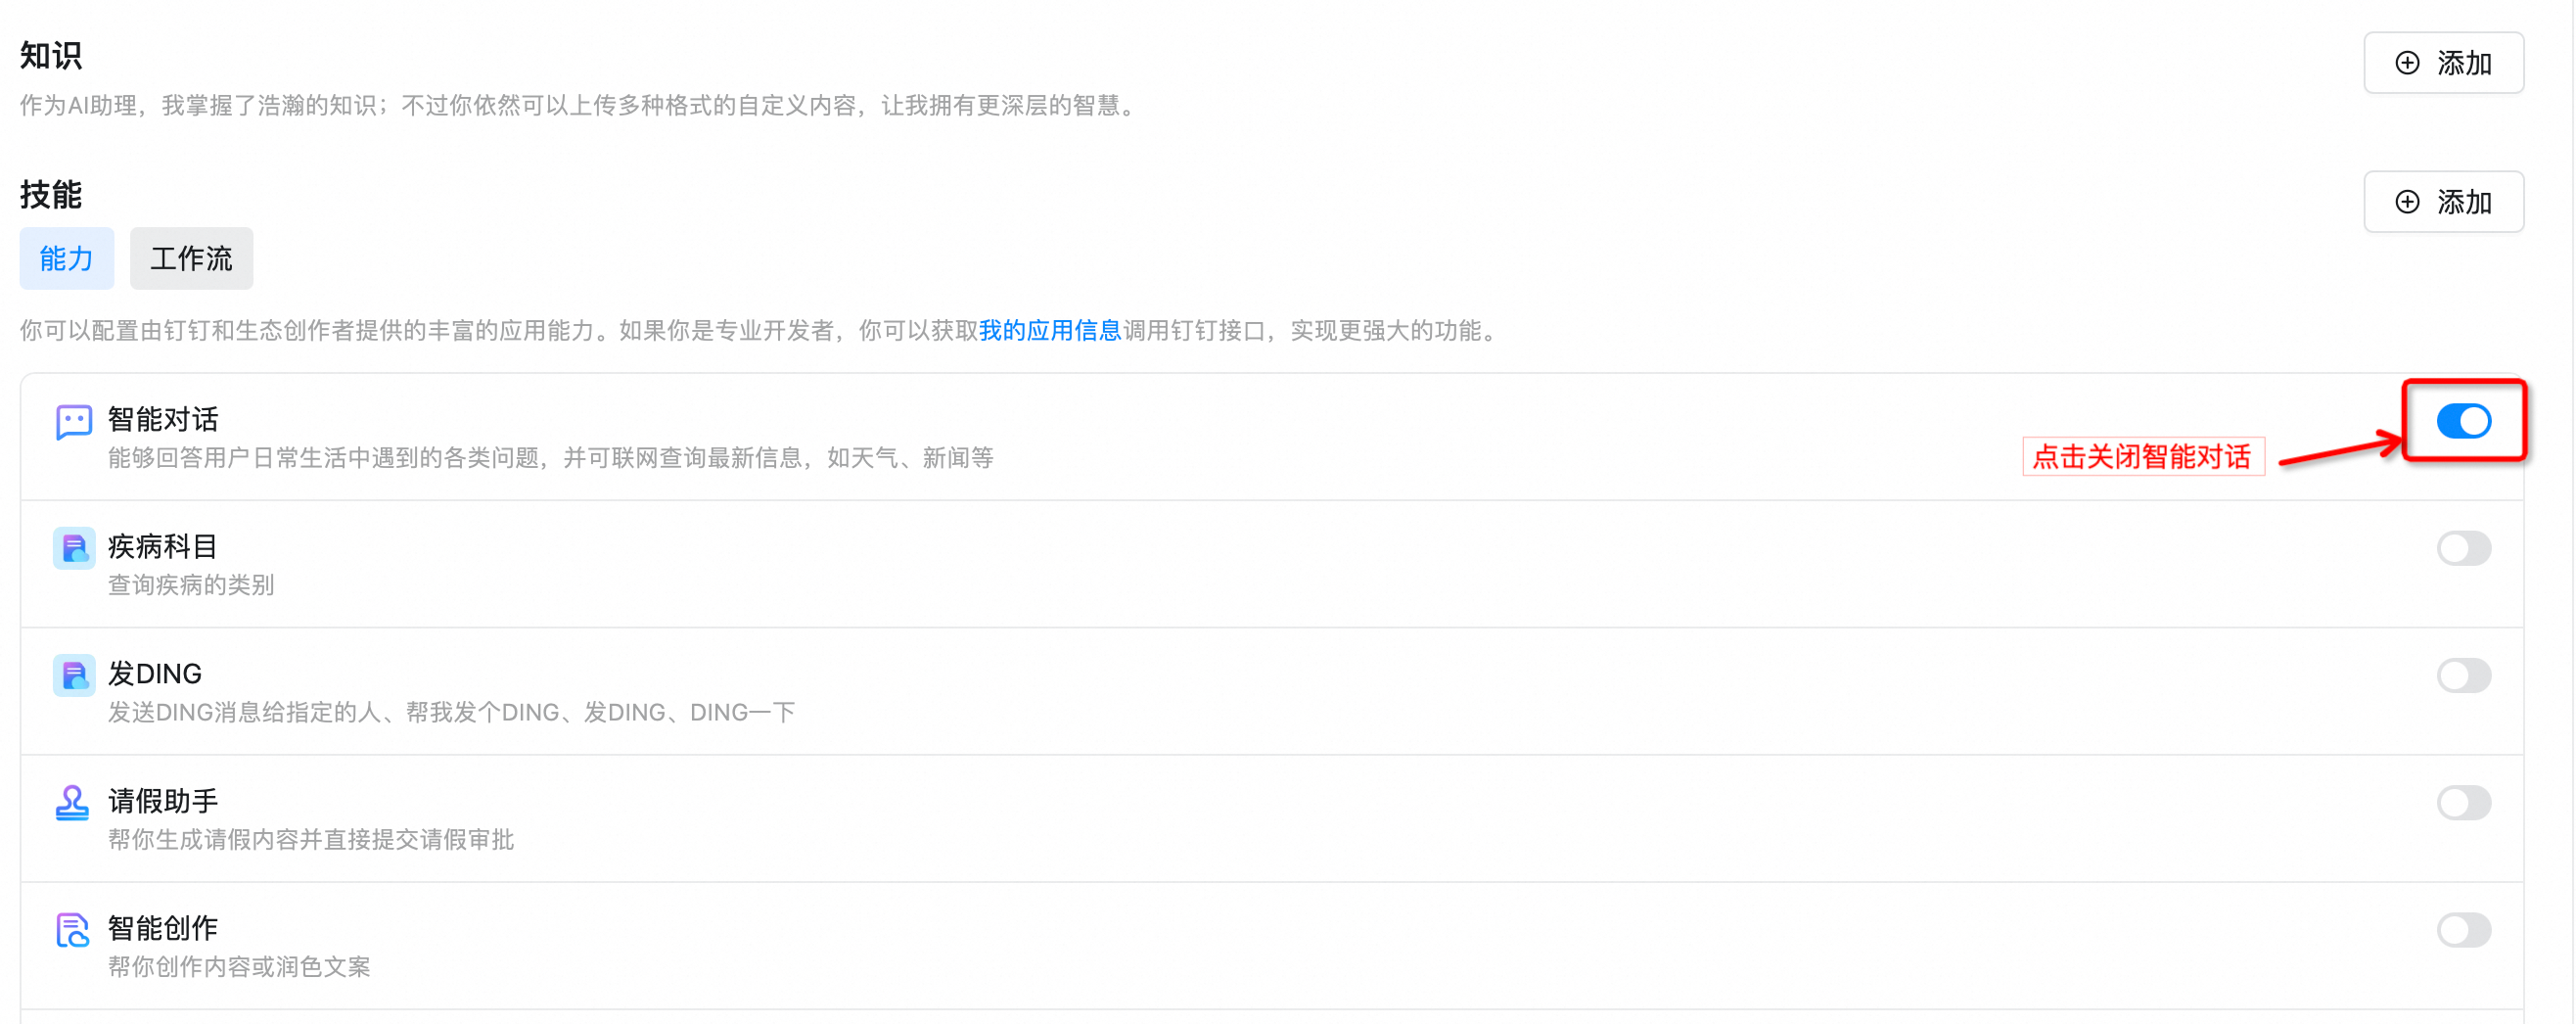 知识
添加
作为AI助理，我掌握了浩瀚的知识；不过你依然可以上传多种格式的自定义内容，让我拥有更深层的智慧。
技能
添加
能力
工作流
你可以配置由钉钉和生态创作者提供的丰富的应用能力。如果你是专业开发者，你可以获取我的应用信息调用钉钉接口，实现更强大的功能。
智能对话
能够回答用户日常生活中遇到的各类问题，并可联网查询最新信息，如天气、新闻等
点击关闭智能对话
疾病科目
查询疾病的类别
发DING
发送DING消息给指定的人、帮我发个DING、发DING、DING一下
请假助手
帮你生成请假内容并直接提交请假审批
智能创作
帮你创作内容或润色文案